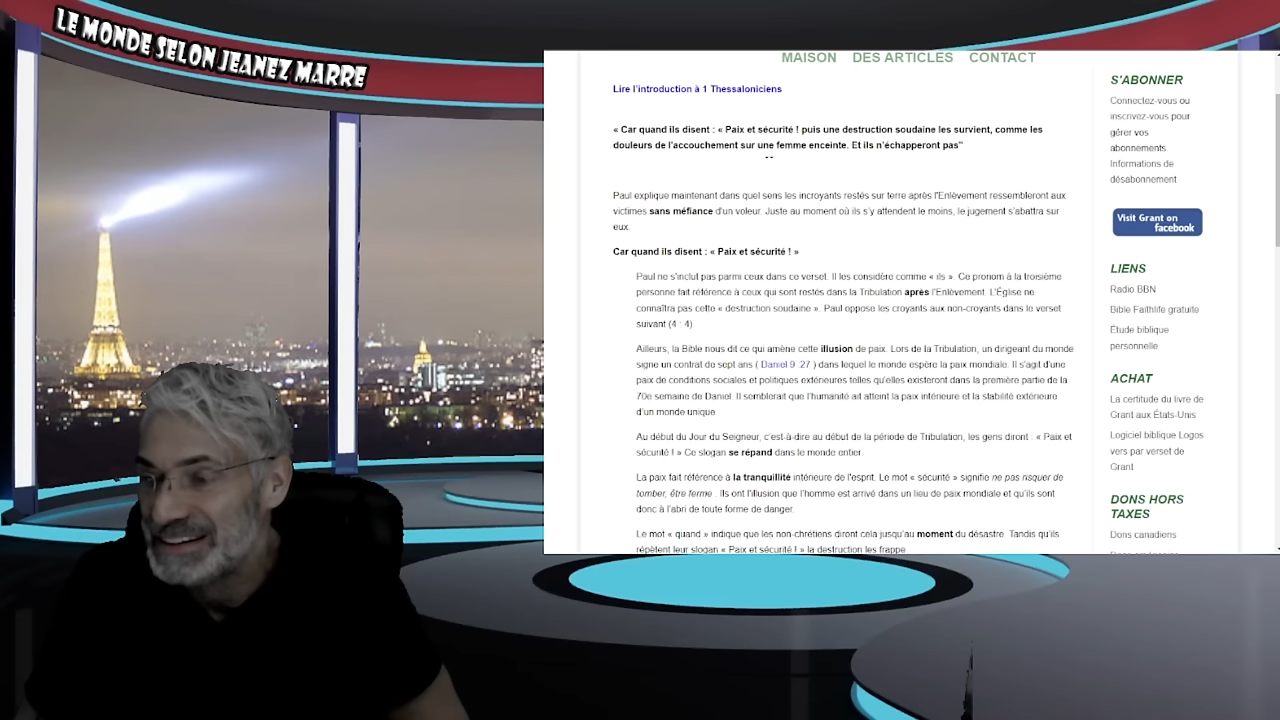 LE MONDE SELON JEANEZ MARRE
MAISON DES ARTICLES CONTACT
Lire l'introduction à 1 Thessaloniciens
« Car quand ils disent : « Paix et sécurité ! puis une destruction soudaine les survient, comme les
douleurs de l'accouchement sur une femme enceinte. Et ils n'échapperont pas"
Paul explique maintenant dans quel sens les incroyants restés sur terre après l'Enlèvement ressembleront aux
victimes sans méfiance d'un voleur. Juste au moment où ils s'y attendent le moins, le jugement s'abattra sur
eux.
Car quand ils disent : « Paix et sécurité ! »
Paul ne s'inclut pas parmi ceux dans ce verset. Il les considère comme « ils ». Ce pronom à la troisième
personne fait référence à ceux qui sont restés dans la Tribulation après l'Enlèvement. L'Église ne
connaîtra pas cette « destruction soudaine ». Paul oppose les croyants aux non-croyants dans le verset
suivant (4 : 4).
Ailleurs, la Bible nous dit ce qui amène cette illusion de paix. Lors de la Tribulation, un dirigeant du monde
signe un contrat de sept ans ( Daniel 9 :27 ) dans lequel le monde espère la paix mondiale. Il s'agit d'une
paix de conditions sociales et politiques extérieures telles qu'elles existeront dans la première partie de la
70e semaine de Daniel. Il semblerait que l'humanité ait atteint la paix intérieure et la stabilité extérieure
d'un monde unique
Au début du Jour du Seigneur, c'est-à-dire au début de la période de Tribulation, les gens diront : « Paix et
sécurité ! » Ce slogan se répand dans le monde entier.
La paix fait référence à la tranquillité intérieure de l'esprit. Le mot « sécurité » signifie ne pas risquer de
tomber, être ferme . Ils ont l'illusion que l'homme est arrivé dans un lieu de paix mondiale et qu'ils sont
donc à l'abri de toute forme de danger.
Le mot « quand » indique que les non-chrétiens diront cela jusqu'au moment du désastre. Tandis qu'ils
répètent leur slogan « Paix et sécurité ! » la destruction les frappe
S'ABONNER
Connectez-vous ou
inscrivez-vous pour
gérer vos
abonnements
Informations de
désabonnement
Visit Grant on
facebook
LIENS
Radio BBN
Bible Faithlife gratuite
Étude biblique
personnelle
ACHAT
La certitude du livre de
Grant aux États-Unis
Logiciel biblique Logos
vers par verset de
Grant
DONS HORS
TAXES
Dons canadiens